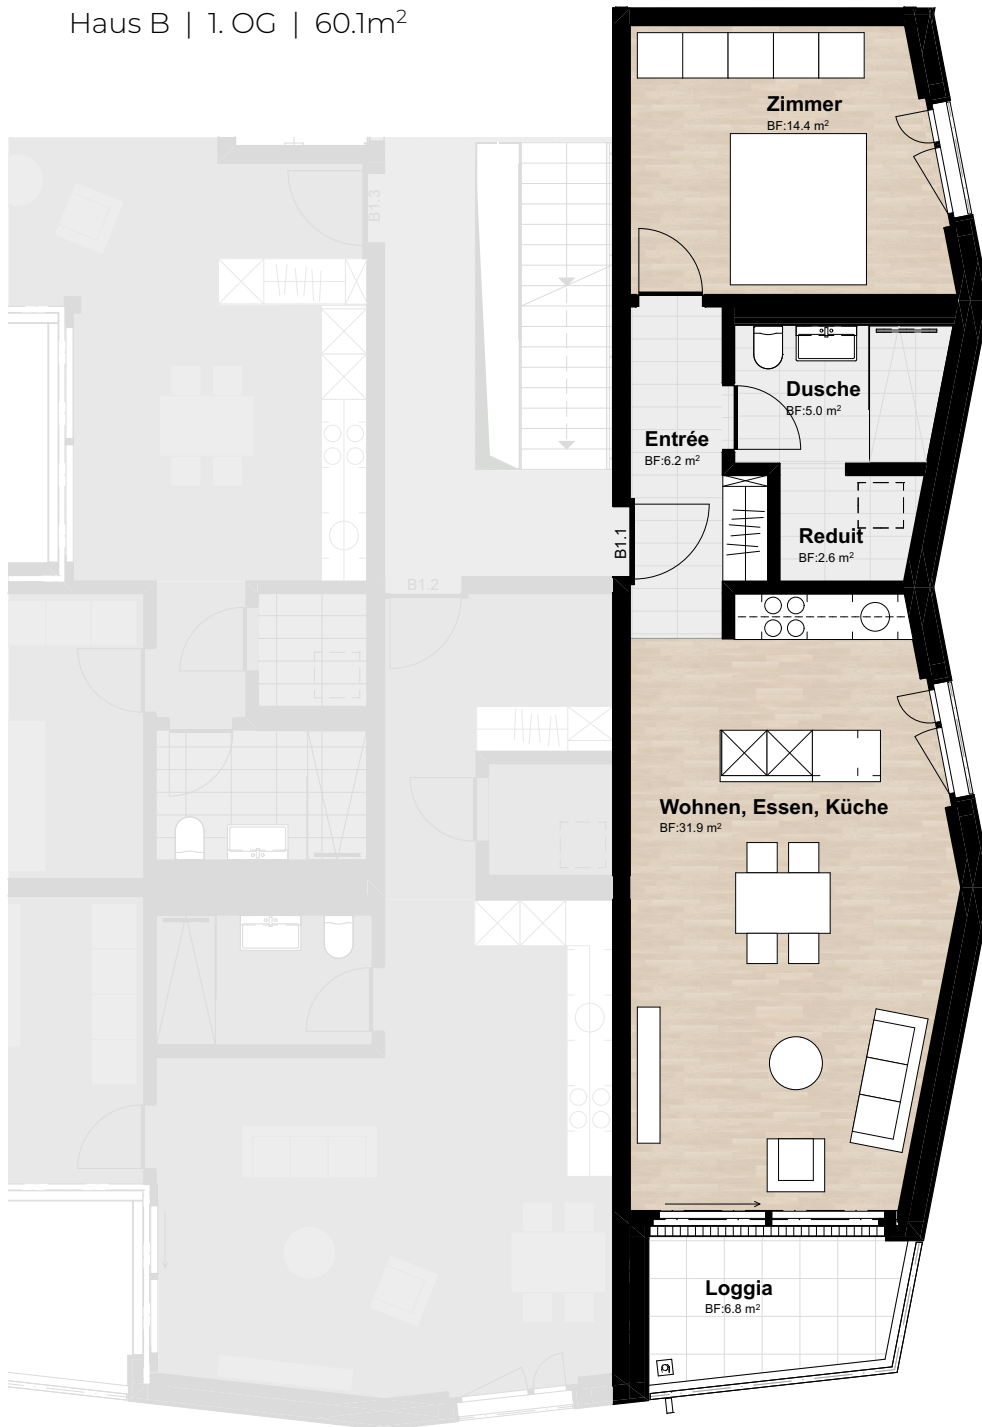 Haus B | 1. OG | 60.1m²
Zimmer
BF:14.4 m²
B1.3
Dusche
BF:5.0 m²
Entrée
BF:6.2 m²
B1.1
Reduit
BF:2.6 m²
B1.2
Wohnen, Essen, Küche
BF:31.9 m²
Loggia
BF:6.8 m²